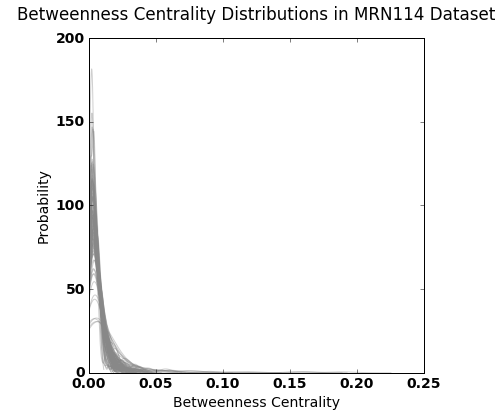 Betweenness Centrality Distributions in MRN114 Dataset
200
150
100
50
0
Probability
0.00 0.05 0.10 0.15 0.20 0.25
Betweenness Centrality